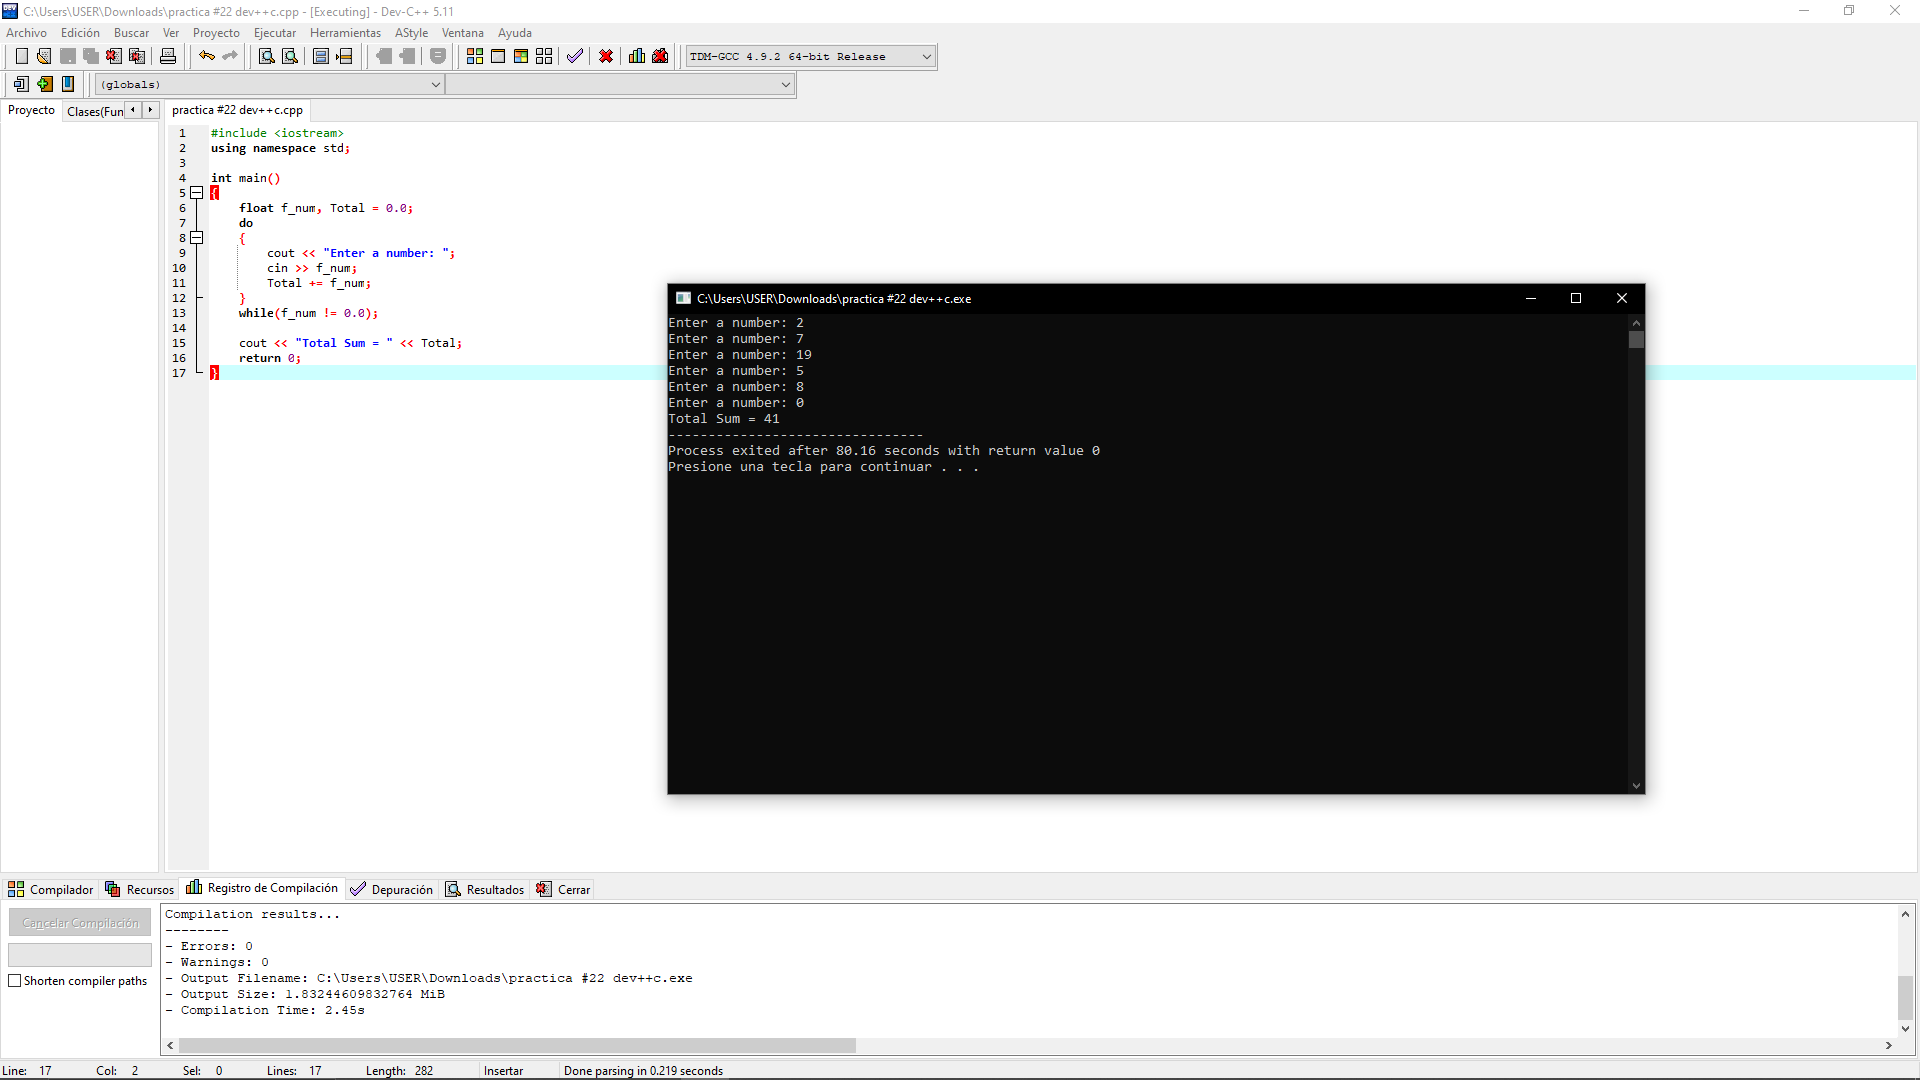 C:\Users\USER\Downloads\practica #22 dev++c.cpp - [Executing] - Dev-C++ 5.11
Archivo Edición Buscar Ver Proyecto Ejecutar Herramientas AStyle Ventana Ayuda
TDM-GCC 4.9.2 64-bit Release
(globals)
Proyecto Clases(Fun practica #22 dev++c.cpp
1 #include <iostream>
2 using namespace std;
3
4 int main()
5 {
6 float f_num, Total = 0.0;
7 do
8 {
9 cout << "Enter a number: ";
10 cin >> f_num;
11 Total += f_num;
12 }
13 while(f_num != 0.0);
14
15 cout << "Total Sum = " << Total;
16 return 0;
17 }
C:\Users\USER\Downloads\practica #22 dev++c.exe
Enter a number: 2
Enter a number: 7
Enter a number: 19
Enter a number: 5
Enter a number: 8
Enter a number: 0
Total Sum = 41
--------------------------------
Process exited after 80.16 seconds with return value 0
Presione una tecla para continuar . . .
Compilador Recursos Registro de Compilación Depuración Resultados Cerrar
Cancelar Compilación
Shorten compiler paths
Compilation results...
--------
- Errors: 0
- Warnings: 0
- Output Filename: C:\Users\USER\Downloads\practica #22 dev++c.exe
- Output Size: 1.83244609832764 MiB
- Compilation Time: 2.45s
Line: 17 Col: 2 Sel: 0 Lines: 17 Length: 282 Insertar Done parsing in 0.219 seconds